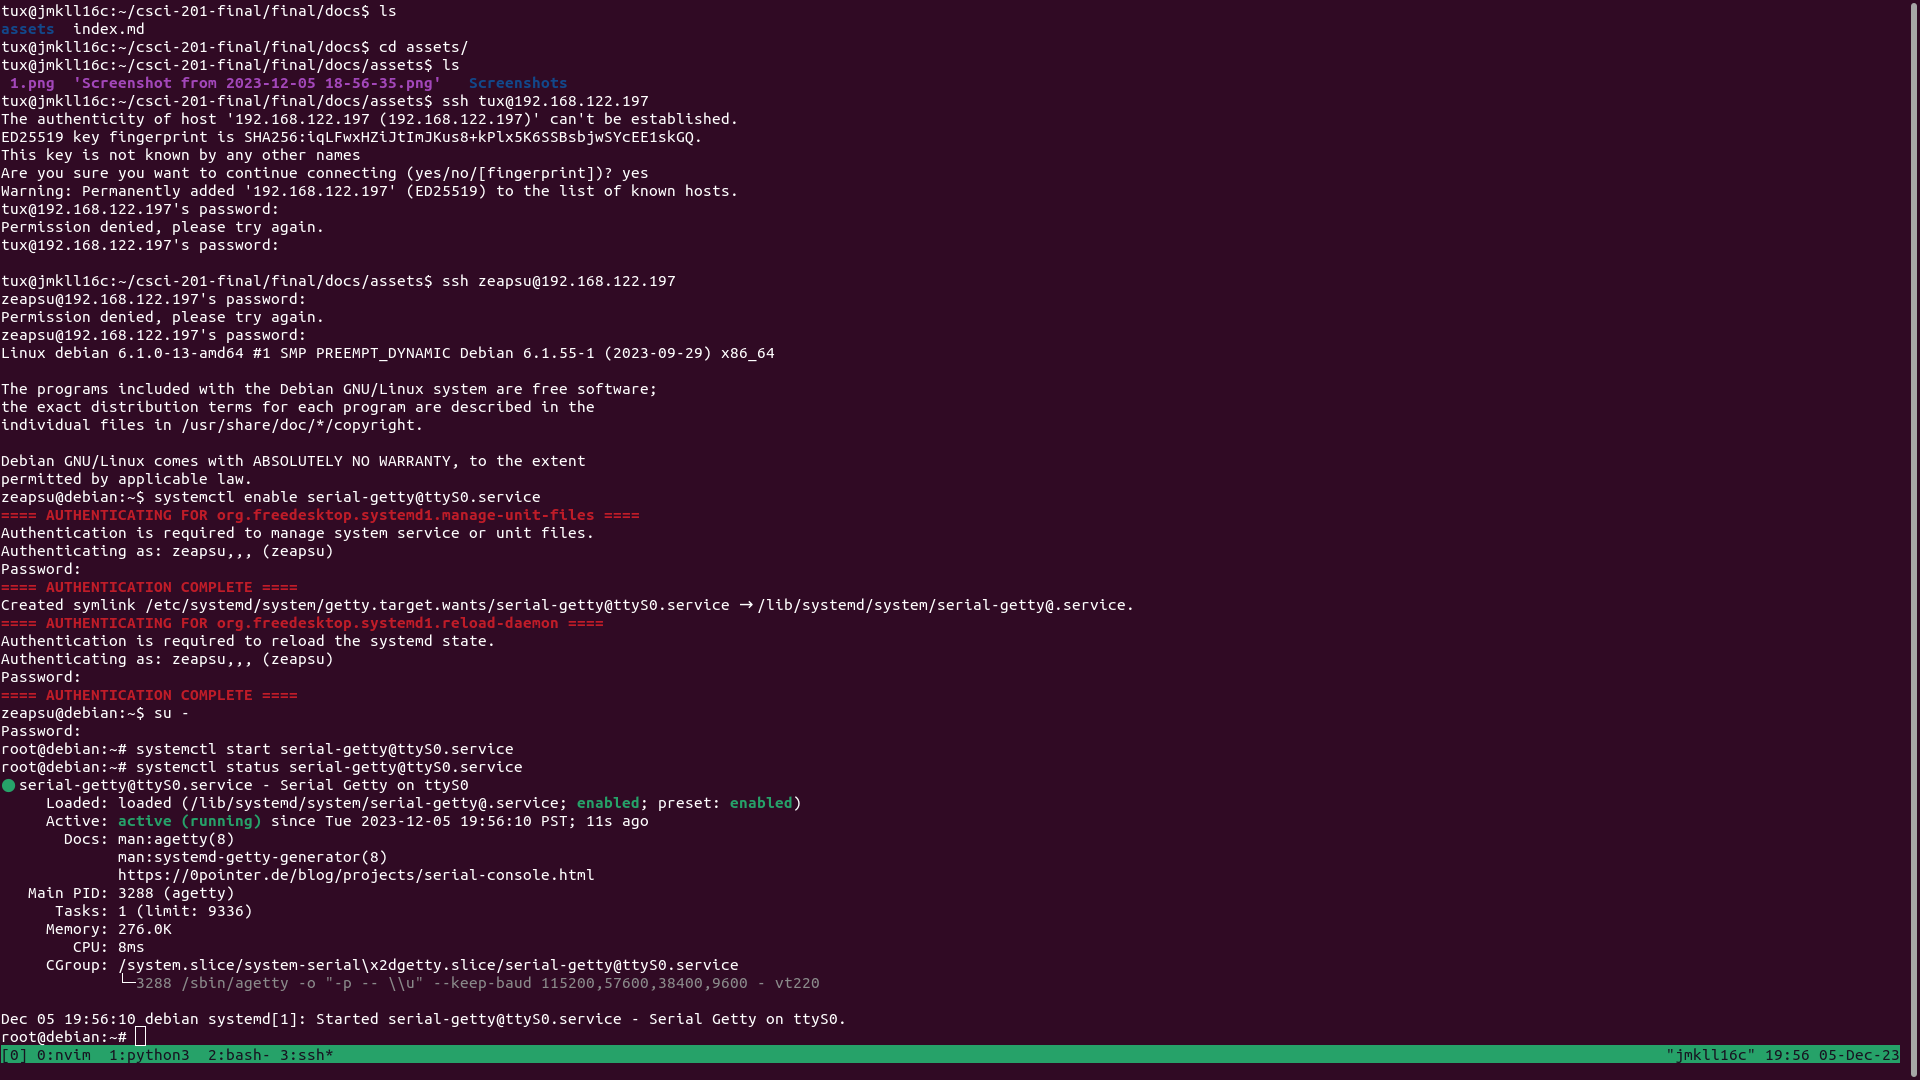 tux@jmkll16c:~/csci-201-final/final/docs$ ls
assets  index.md
tux@jmkll16c:~/csci-201-final/final/docs$ cd assets/
tux@jmkll16c:~/csci-201-final/final/docs/assets$ ls
 1.png  'Screenshot from 2023-12-05 18-56-35.png'   Screenshots
tux@jmkll16c:~/csci-201-final/final/docs/assets$ ssh tux@192.168.122.197
The authenticity of host '192.168.122.197 (192.168.122.197)' can't be established.
ED25519 key fingerprint is SHA256:iqLFwxHZiJtImJKus8+kPlx5K6SSBsbjwSYcEE1skGQ.
This key is not known by any other names
Are you sure you want to continue connecting (yes/no/[fingerprint])? yes
Warning: Permanently added '192.168.122.197' (ED25519) to the list of known hosts.
tux@192.168.122.197's password:
Permission denied, please try again.
tux@192.168.122.197's password:

tux@jmkll16c:~/csci-201-final/final/docs/assets$ ssh zeapsu@192.168.122.197
zeapsu@192.168.122.197's password:
Permission denied, please try again.
zeapsu@192.168.122.197's password:
Linux debian 6.1.0-13-amd64 #1 SMP PREEMPT_DYNAMIC Debian 6.1.55-1 (2023-09-29) x86_64

The programs included with the Debian GNU/Linux system are free software;
the exact distribution terms for each program are described in the
individual files in /usr/share/doc/*/copyright.

Debian GNU/Linux comes with ABSOLUTELY NO WARRANTY, to the extent
permitted by applicable law.
zeapsu@debian:~$ systemctl enable serial-getty@ttyS0.service
==== AUTHENTICATING FOR org.freedesktop.systemd1.manage-unit-files ====
Authentication is required to manage system service or unit files.
Authenticating as: zeapsu,,, (zeapsu)
Password:
==== AUTHENTICATION COMPLETE ====
Created symlink /etc/systemd/system/getty.target.wants/serial-getty@ttyS0.service → /lib/systemd/system/serial-getty@.service.
==== AUTHENTICATING FOR org.freedesktop.systemd1.reload-daemon ====
Authentication is required to reload the systemd state.
Authenticating as: zeapsu,,, (zeapsu)
Password:
==== AUTHENTICATION COMPLETE ====
zeapsu@debian:~$ su -
Password:
root@debian:~# systemctl start serial-getty@ttyS0.service
root@debian:~# systemctl status serial-getty@ttyS0.service
● serial-getty@ttyS0.service - Serial Getty on ttyS0
     Loaded: loaded (/lib/systemd/system/serial-getty@.service; enabled; preset: enabled)
     Active: active (running) since Tue 2023-12-05 19:56:10 PST; 11s ago
       Docs: man:agetty(8)
             man:systemd-getty-generator(8)
             https://0pointer.de/blog/projects/serial-console.html
   Main PID: 3288 (agetty)
      Tasks: 1 (limit: 9336)
     Memory: 276.0K
        CPU: 8ms
     CGroup: /system.slice/system-serial\x2dgetty.slice/serial-getty@ttyS0.service
             └─3288 /sbin/agetty -o "-p -- \\u" --keep-baud 115200,57600,38400,9600 - vt220

Dec 05 19:56:10 debian systemd[1]: Started serial-getty@ttyS0.service - Serial Getty on ttyS0.
root@debian:~#
[0] 0:nvim  1:python3  2:bash- 3:ssh*    "jmkll16c" 19:56 05-Dec-23